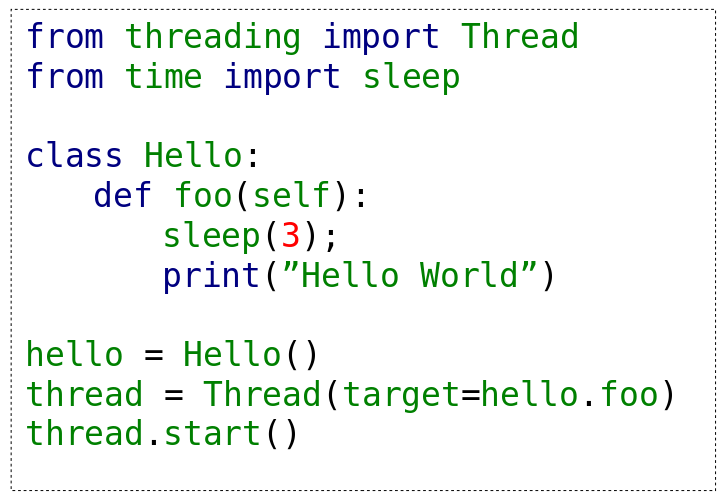 from threading import Thread
from time import sleep
class Hello:
def foo(self):
sleep(3);
print(”Hello World”)
hello = Hello()
thread = Thread(target=hello.foo)
thread.start()